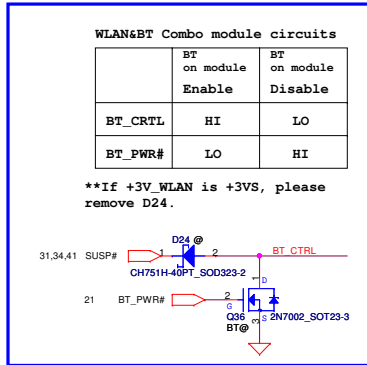 WLAN&BT Combo module circuits
BT on module Enable
BT on module Disable
BT_CRTL HI LO
BT_PWR# LO HI
**If +3V_WLAN is +3VS, please
remove D24.
D24 @
31,34,41 SUSP# 1 2 BT_CTRL
CH751H-40PT_SOD323-2
1 D
21 BT_PWR# 2 G
Q36 3 S 2N7002_SOT23-3
BT@